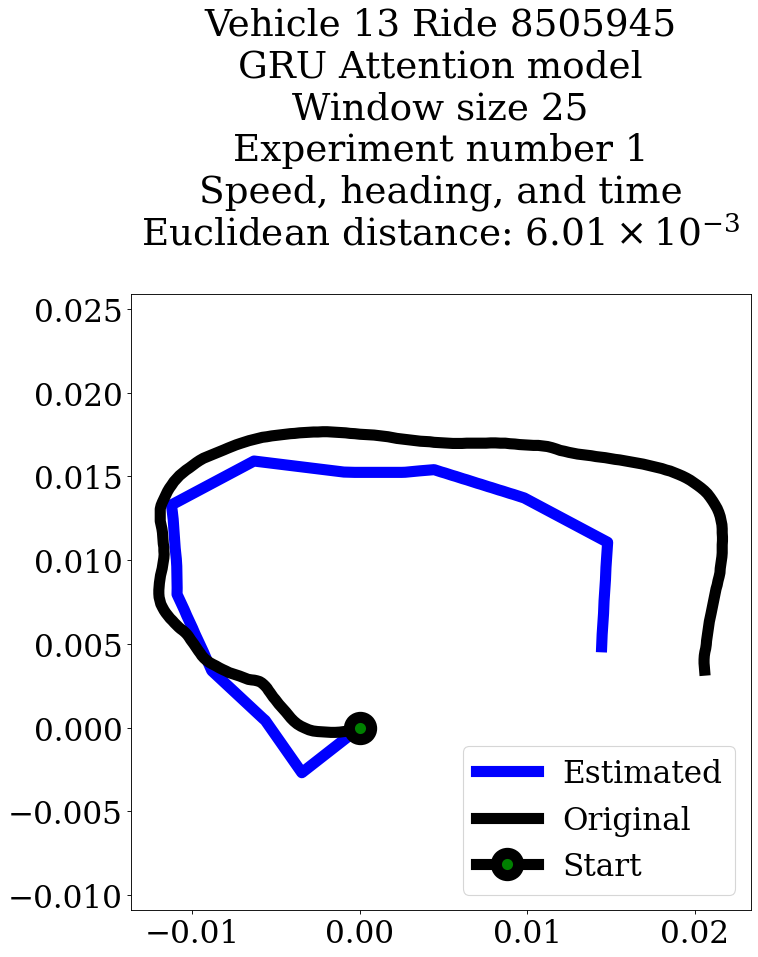 Vehicle 13 Ride 8505945
GRU Attention model
Window size 25
Experiment number 1
Speed, heading, and time
Euclidean distance: 6.01 × 10⁻³
0.025
0.020
0.015
0.010
0.005
0.000
−0.005
−0.010
−0.01 0.00 0.01 0.02
Estimated
Original
Start